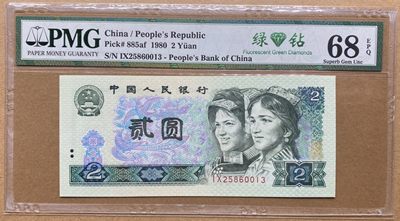 PMG
PAPER MONEY GUARANTY
China / People's Republic
Pick# 885af 1980 2 Yüan
S/N IX25860013 - People's Bank of China
绿钻
Fluorescent Green Diamonds
68 EPQ
Superb Gem Unc
中国人民银行
2
贰圆
IX25860013
2
2